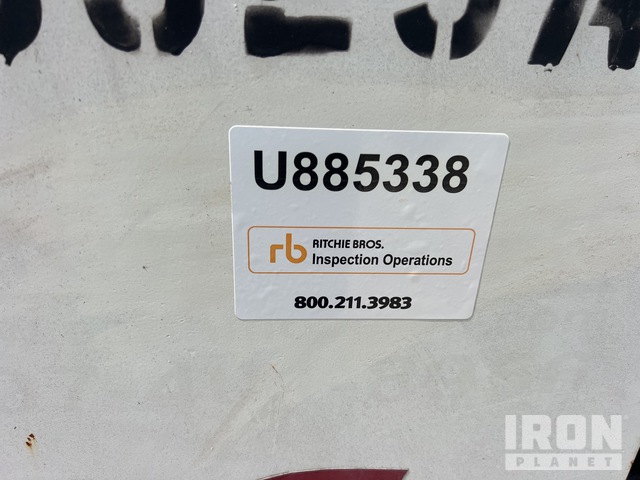 U885338
rb RITCHIE BROS.
Inspection Operations
800.211.3983
IRON
PLANET